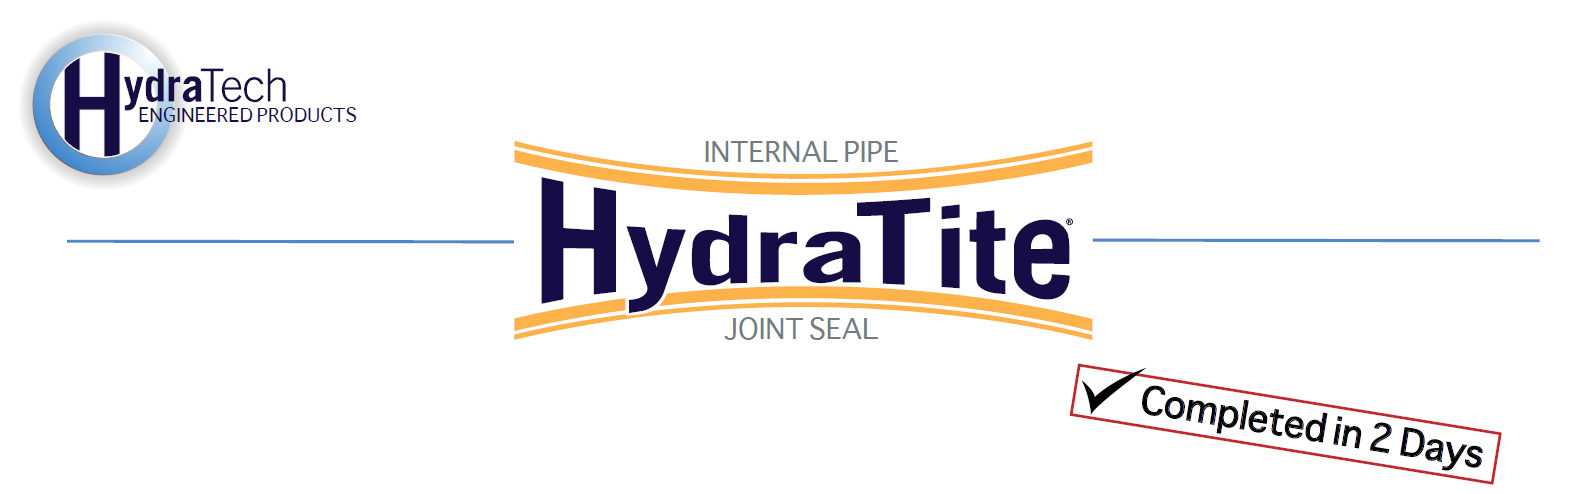 HydraTech
ENGINEERED PRODUCTS
INTERNAL PIPE
HydraTite®
JOINT SEAL
Completed in 2 Days